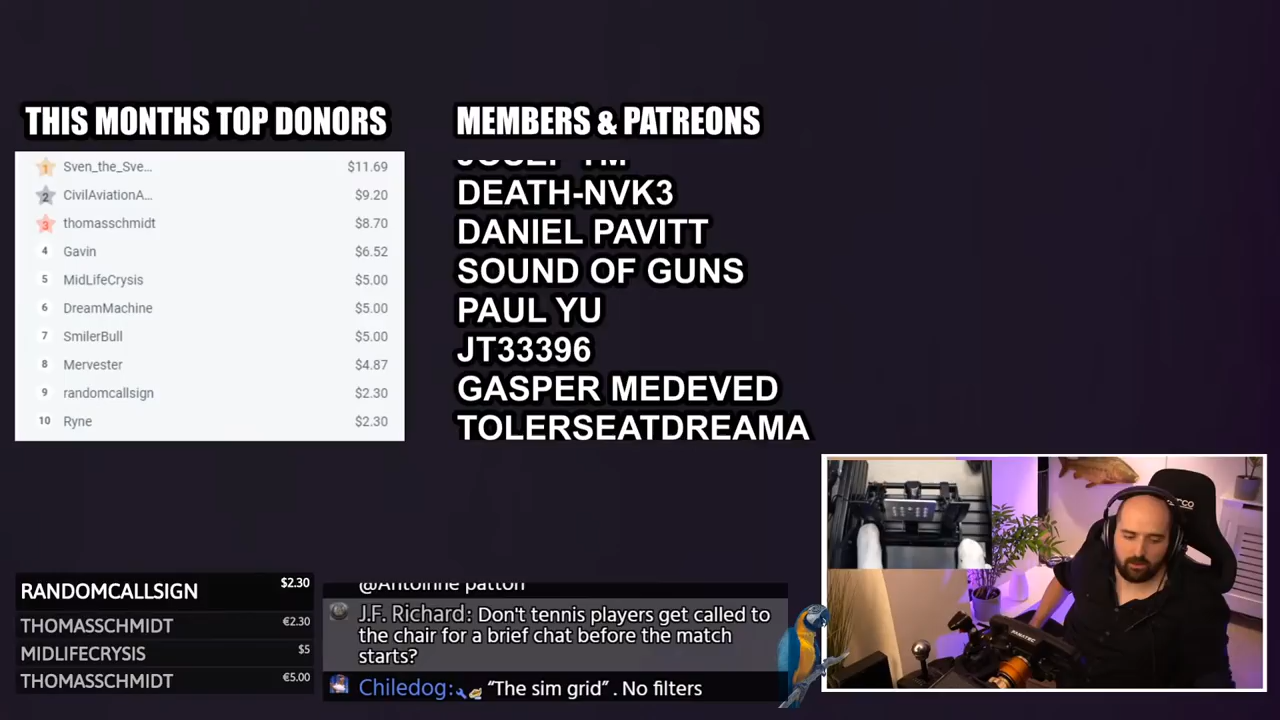 THIS MONTHS TOP DONORS
1 Sven_the_Sve... $11.69
2 CivilAviationA... $9.20
3 thomasschmidt $8.70
4 Gavin $6.52
5 MidLifeCrysis $5.00
6 DreamMachine $5.00
7 SmilerBull $5.00
8 Mervester $4.87
9 randomcallsign $2.30
10 Ryne $2.30
MEMBERS & PATREONS
DEATH-NVK3
DANIEL PAVITT
SOUND OF GUNS
PAUL YU
JT33396
GASPER MEDEVED
TOLERSEATDREAMA
RANDOMCALLSIGN $2.30
THOMASSCHMIDT €2.30
MIDLIFECRYSIS $5
THOMASSCHMIDT €5.00
@Antoinne patton
J.F. Richard: Don't tennis players get called to
the chair for a brief chat before the match
starts?
Chiledog: “The sim grid” . No filters
FANATEC